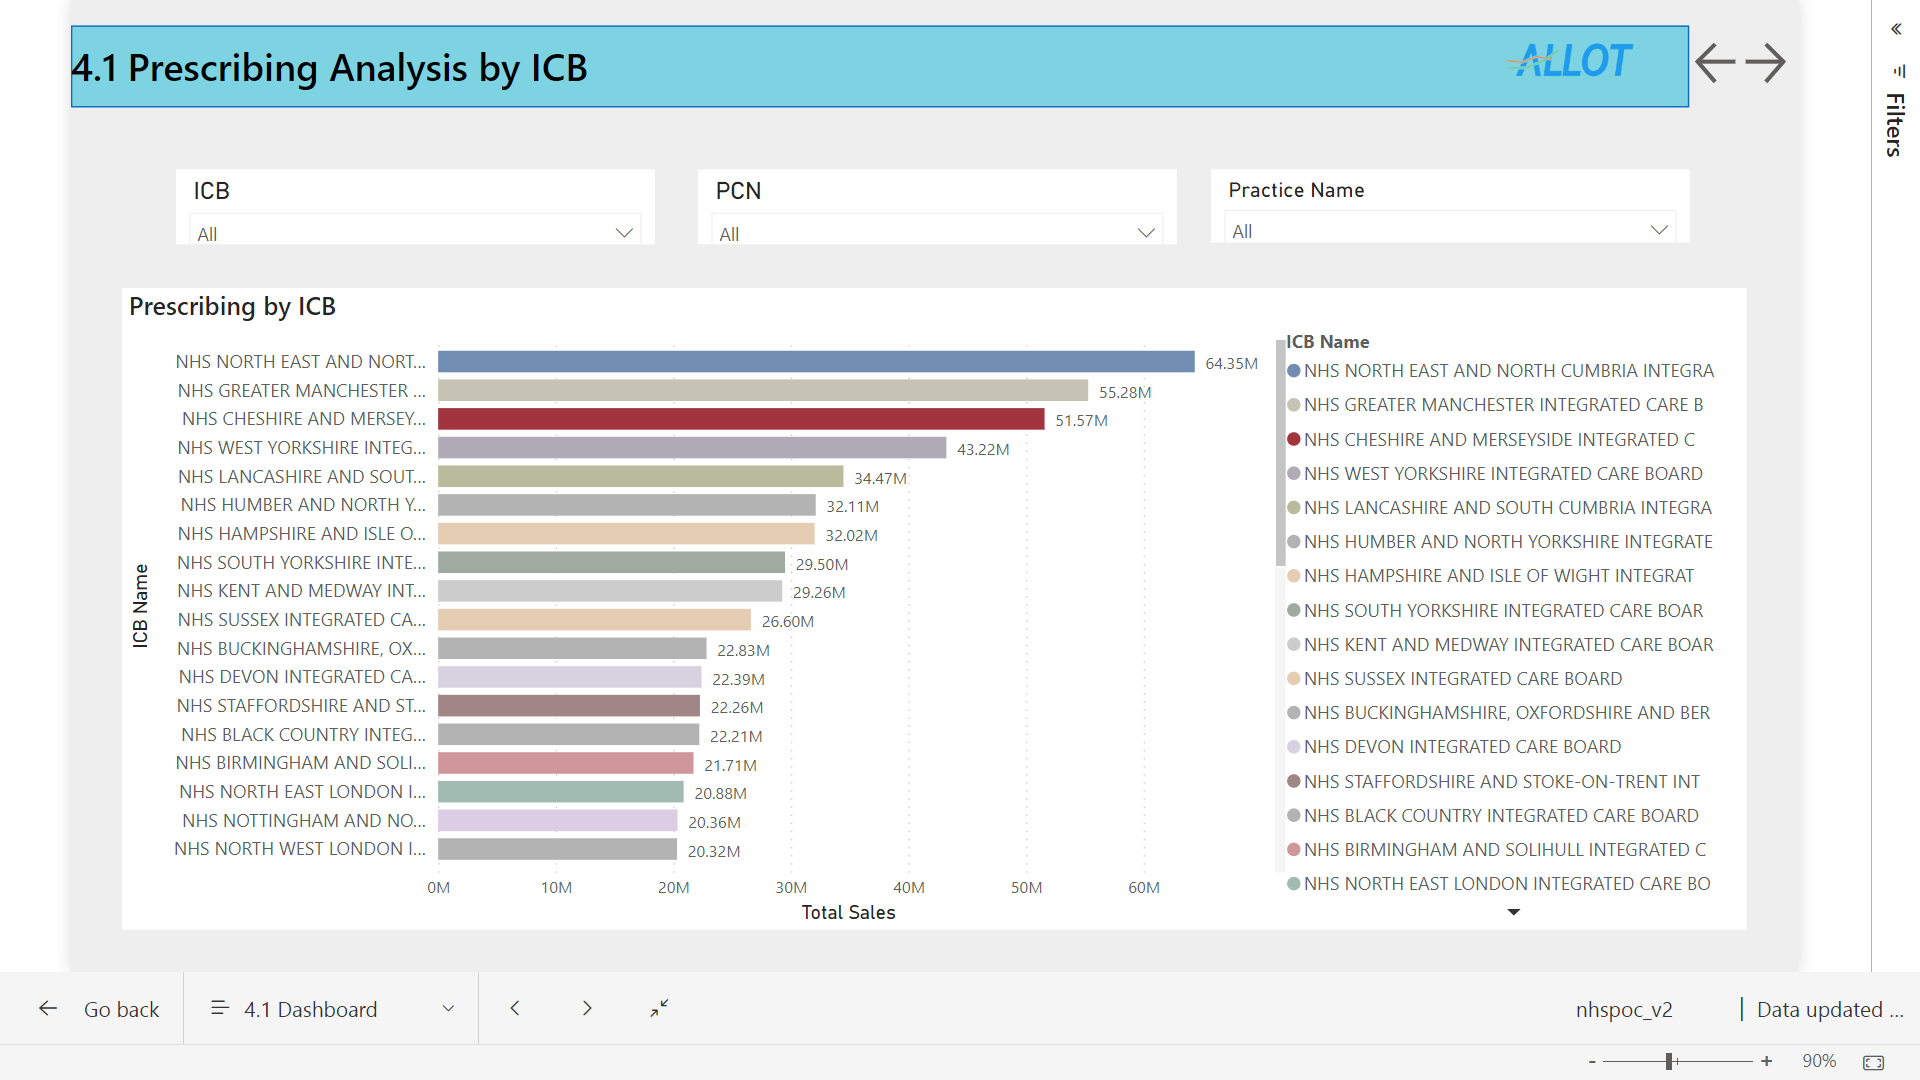 4.1 Prescribing Analysis by ICB
ALLOT
Filters
ICB
All
PCN
All
Practice Name
All
Prescribing by ICB
ICB Name
NHS NORTH EAST AND NORT... 64.35M
NHS GREATER MANCHESTER ... 55.28M
NHS CHESHIRE AND MERSEY... 51.57M
NHS WEST YORKSHIRE INTEG... 43.22M
NHS LANCASHIRE AND SOUT... 34.47M
NHS HUMBER AND NORTH Y... 32.11M
NHS HAMPSHIRE AND ISLE O... 32.02M
NHS SOUTH YORKSHIRE INTE... 29.50M
NHS KENT AND MEDWAY INT... 29.26M
NHS SUSSEX INTEGRATED CA... 26.60M
NHS BUCKINGHAMSHIRE, OX... 22.83M
NHS DEVON INTEGRATED CA... 22.39M
NHS STAFFORDSHIRE AND ST... 22.26M
NHS BLACK COUNTRY INTEG... 22.21M
NHS BIRMINGHAM AND SOLI... 21.71M
NHS NORTH EAST LONDON I... 20.88M
NHS NOTTINGHAM AND NO... 20.36M
NHS NORTH WEST LONDON I... 20.32M
0M 10M 20M 30M 40M 50M 60M
Total Sales
ICB Name
NHS NORTH EAST AND NORTH CUMBRIA INTEGRA
NHS GREATER MANCHESTER INTEGRATED CARE B
NHS CHESHIRE AND MERSEYSIDE INTEGRATED C
NHS WEST YORKSHIRE INTEGRATED CARE BOARD
NHS LANCASHIRE AND SOUTH CUMBRIA INTEGRA
NHS HUMBER AND NORTH YORKSHIRE INTEGRATE
NHS HAMPSHIRE AND ISLE OF WIGHT INTEGRAT
NHS SOUTH YORKSHIRE INTEGRATED CARE BOAR
NHS KENT AND MEDWAY INTEGRATED CARE BOAR
NHS SUSSEX INTEGRATED CARE BOARD
NHS BUCKINGHAMSHIRE, OXFORDSHIRE AND BER
NHS DEVON INTEGRATED CARE BOARD
NHS STAFFORDSHIRE AND STOKE-ON-TRENT INT
NHS BLACK COUNTRY INTEGRATED CARE BOARD
NHS BIRMINGHAM AND SOLIHULL INTEGRATED C
NHS NORTH EAST LONDON INTEGRATED CARE BO
Go back
4.1 Dashboard
nhspoc_v2 | Data updated ...
- + 90%